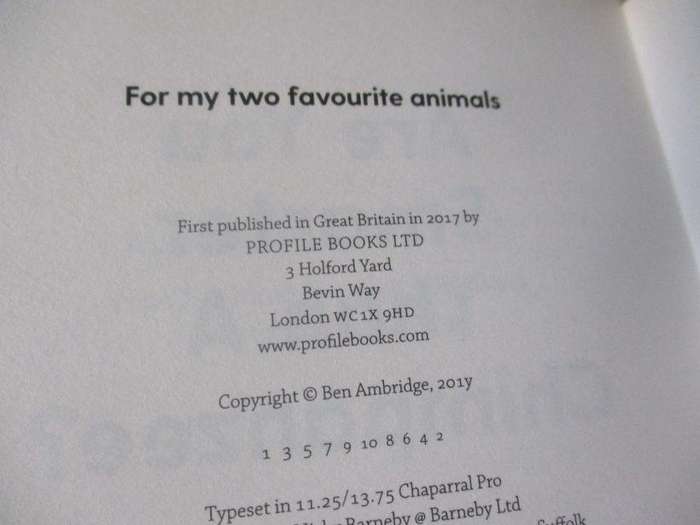 For my two favourite animals
First published in Great Britain in 2017 by
PROFILE BOOKS LTD
3 Holford Yard
Bevin Way
London WC1X 9HD
www.profilebooks.com
Copyright © Ben Ambridge, 201y
1 3 5 7 9 10 8 6 4 2
Typeset in 11.25/13.75 Chaparral Pro
Barneby @ Barneby Ltd
Suffolk